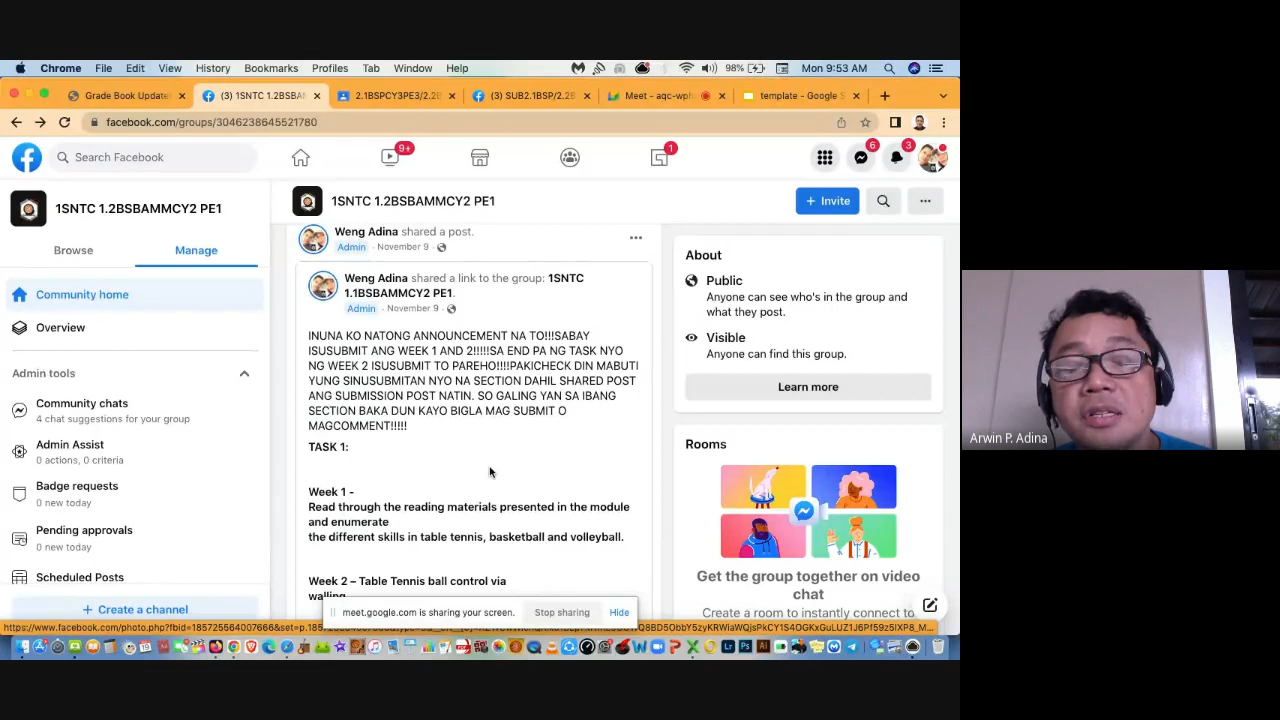 Chrome File Edit View History Bookmarks Profiles Tab Window Help 98% Mon 9:53 AM
Grade Book Update (3) 1SNTC 1.2BSBAM 2.1BSPCY3PE3/2.2B (3) SUB2.1BSP/2.2B Meet - aqc-wph template - Google S
facebook.com/groups/3046238645521780
Search Facebook 9+ 1 6 3
1SNTC 1.2BSBAMMCY2 PE1
Browse Manage
Community home
Overview
Admin tools
Community chats
4 chat suggestions for your group
Admin Assist
0 actions, 0 criteria
Badge requests
0 new today
Pending approvals
0 new today
Scheduled Posts
+ Create a channel
1SNTC 1.2BSBAMMCY2 PE1
+ Invite
Weng Adina shared a post.
Admin · November 9 ·
Weng Adina shared a link to the group: 1SNTC
1.1BSBAMMCY2 PE1.
Admin · November 9 ·
INUNA KO NATONG ANNOUNCEMENT NA TO!!!SABAY
ISUSUBMIT ANG WEEK 1 AND 2!!!!!SA END PA NG TASK NYO
NG WEEK 2 ISUSUBMIT TO PAREHO!!!!PAKICHECK DIN MABUTI
YUNG SINUSUBMITAN NYO NA SECTION DAHIL SHARED POST
ANG SUBMISSION POST NATIN. SO GALING YAN SA IBANG
SECTION BAKA DUN KAYO BIGLA MAG SUBMIT O
MAGCOMMENT!!!!!
TASK 1:
Week 1 -
Read through the reading materials presented in the module
and enumerate
the different skills in table tennis, basketball and volleyball.
Week 2 – Table Tennis ball control via
walling
meet.google.com is sharing your screen. Stop sharing Hide
About
Public
Anyone can see who's in the group and
what they post.
Visible
Anyone can find this group.
Learn more
Rooms
Get the group together on video
chat
Create a room to instantly connect to
Arwin P. Adina